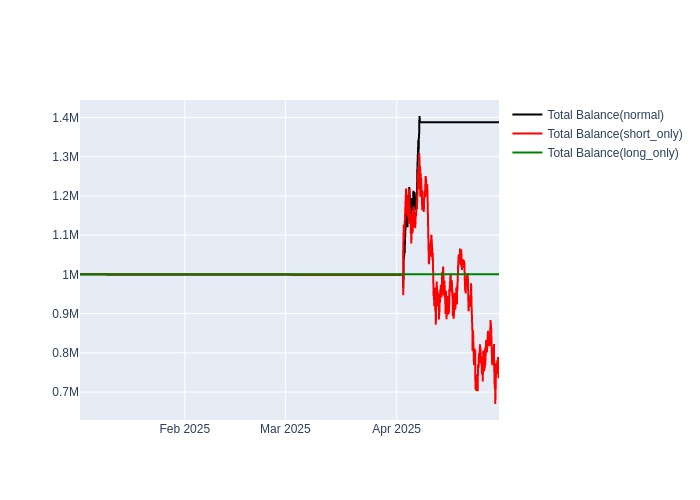 1.4M
1.3M
1.2M
1.1M
1M
0.9M
0.8M
0.7M
Feb 2025
Mar 2025
Apr 2025
Total Balance(normal)
Total Balance(short_only)
Total Balance(long_only)